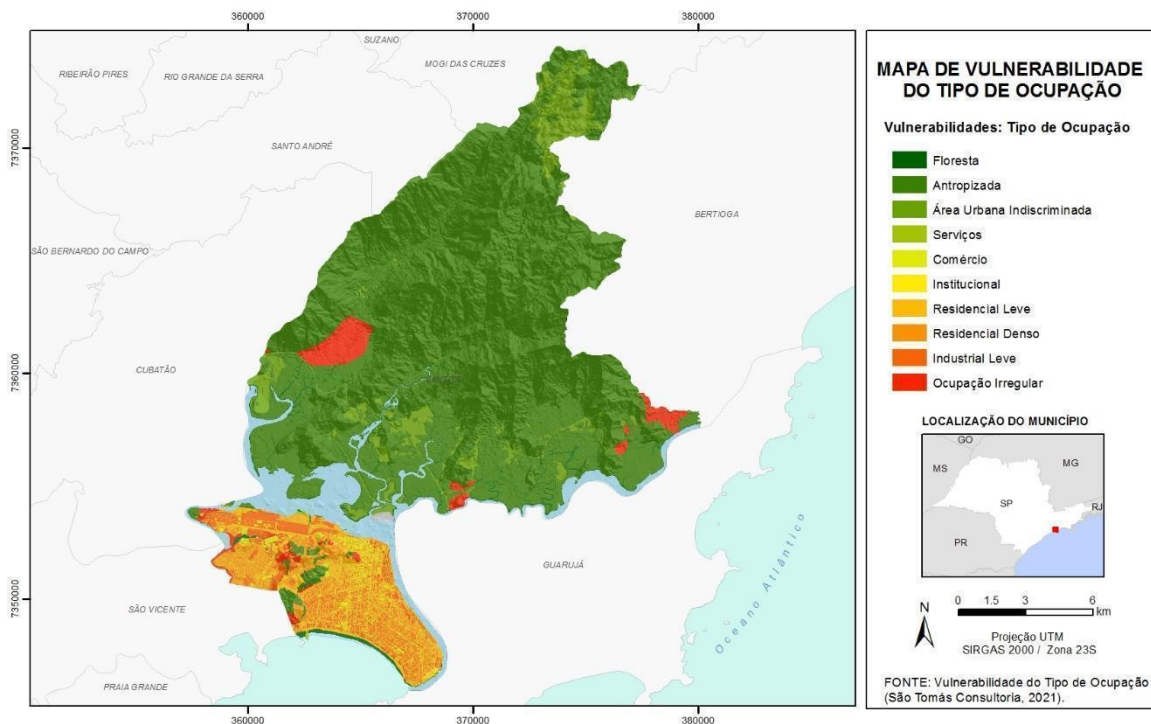 360000
370000
380000
SUZANO
RIBEIRÃO PIRES
RIO GRANDE DA SERRA
MOGI DAS CRUZES
7370000
SANTO ANDRÉ
BERTIOGA
SÃO BERNARDO DO CAMPO
7360000
CUBATÃO
GUARUJÁ
Oceano Atlântico
7350000
SÃO VICENTE
PRAIA GRANDE
360000
370000
380000
MAPA DE VULNERABILIDADE
DO TIPO DE OCUPAÇÃO
Vulnerabilidades: Tipo de Ocupação
Floresta
Antropizada
Área Urbana Indiscriminada
Serviços
Comércio
Institucional
Residencial Leve
Residencial Denso
Industrial Leve
Ocupação Irregular
LOCALIZAÇÃO DO MUNICÍPIO
GO
MS
MG
SP
RJ
PR
N
0 1.5 3 6
km
Projeção UTM
SIRGAS 2000 / Zona 23S
FONTE: Vulnerabilidade do Tipo de Ocupação
(São Tomás Consultoria, 2021).